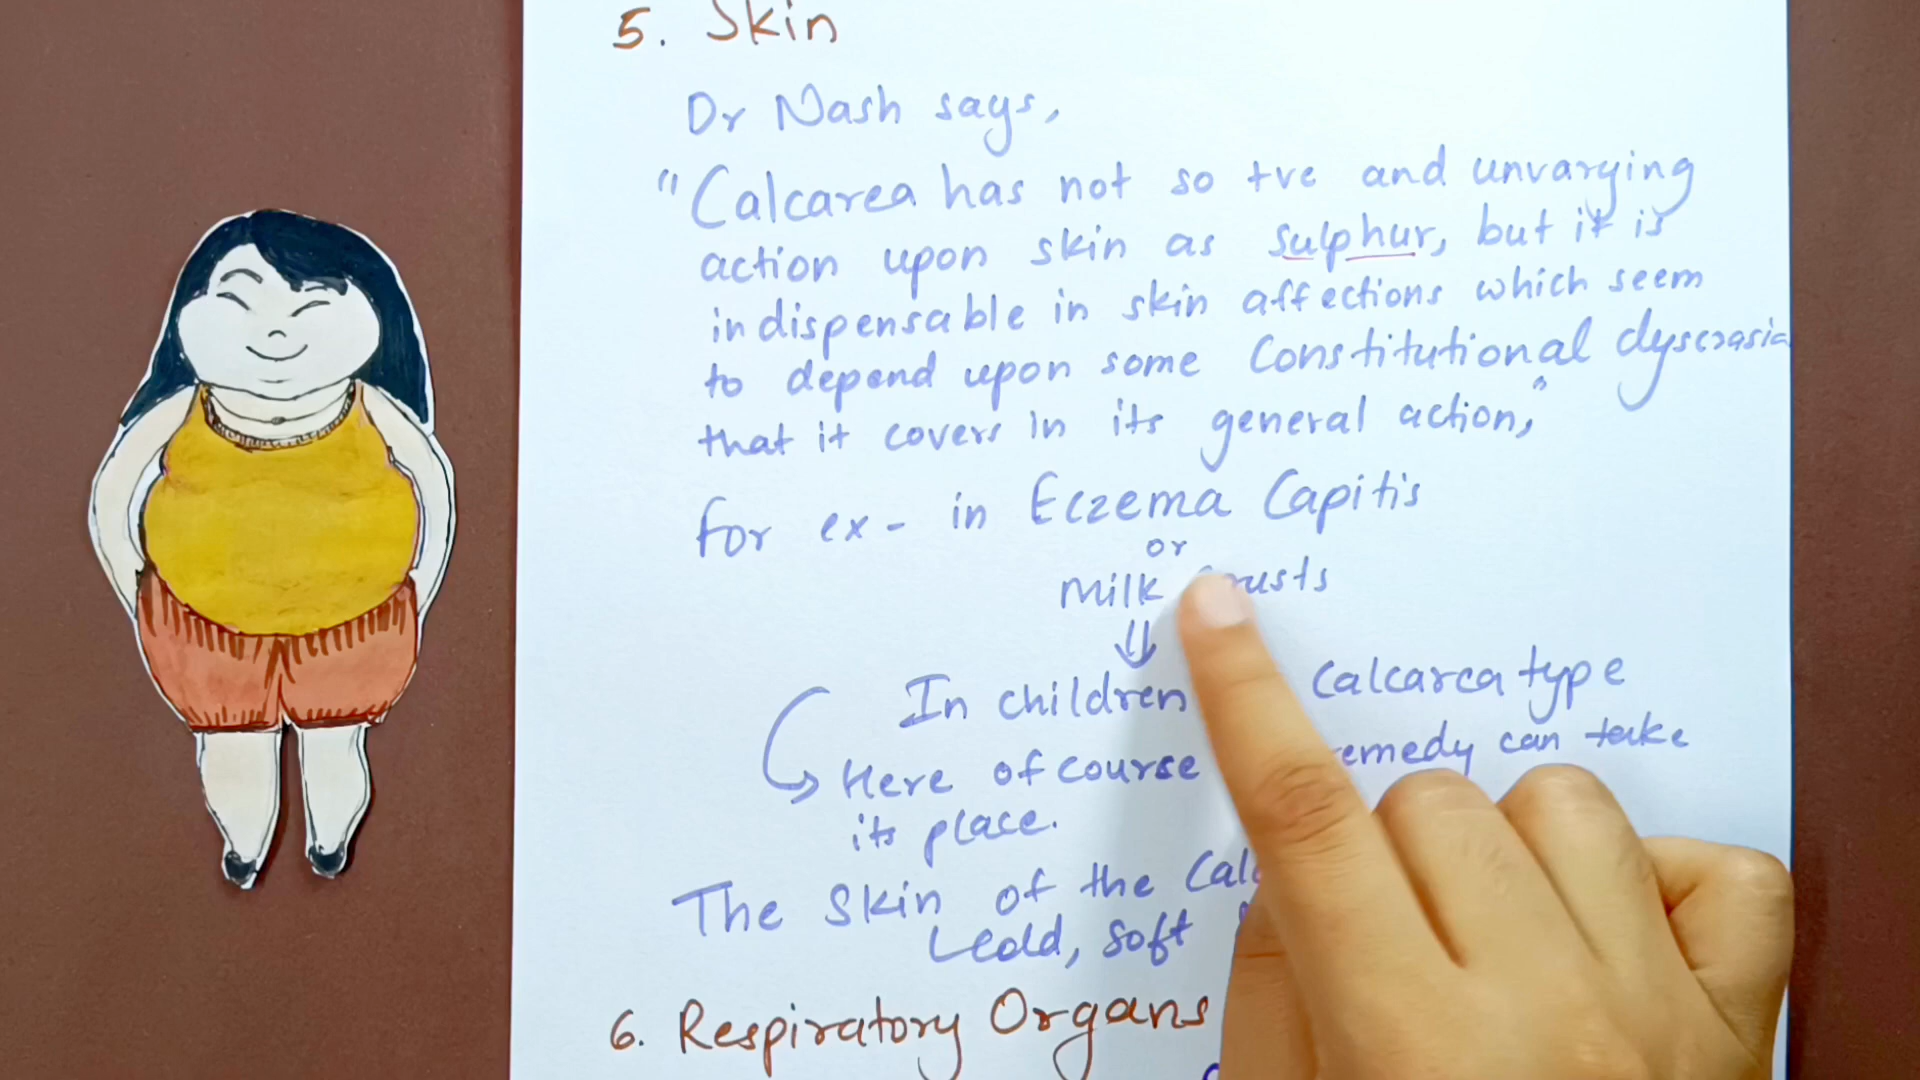 5. Skin
Dr Nash says,
"Calcarea has not so +ve and unvarying
action upon skin as sulphur, but it is
indispensable in skin affections which seem
to depend upon some Constitutional dyscrasia
that it covers in its general action,"
for ex- in Eczema Capitis
or
Milk
In children Calcarea type
Here of course can take
its place.
The skin of the
cold, soft
6. Respiratory Organs